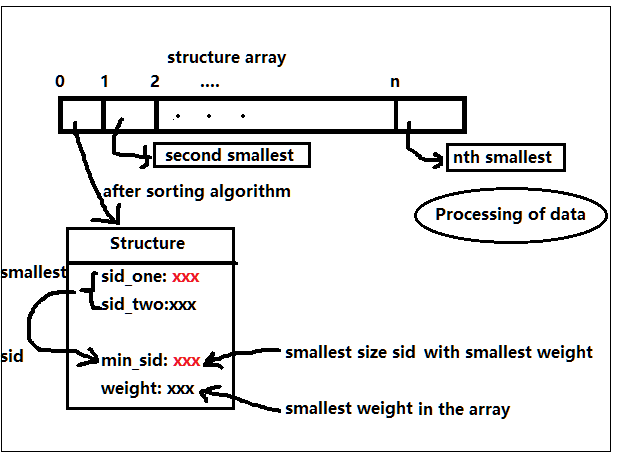 structure array
0 1 2 .... n
second smallest
nth smallest
after sorting algorithm
Processing of data
Structure
smallest
sid_one: xxx
sid_two:xxx
sid
min_sid: xxx
smallest size sid with smallest weight
weight: xxx
smallest weight in the array